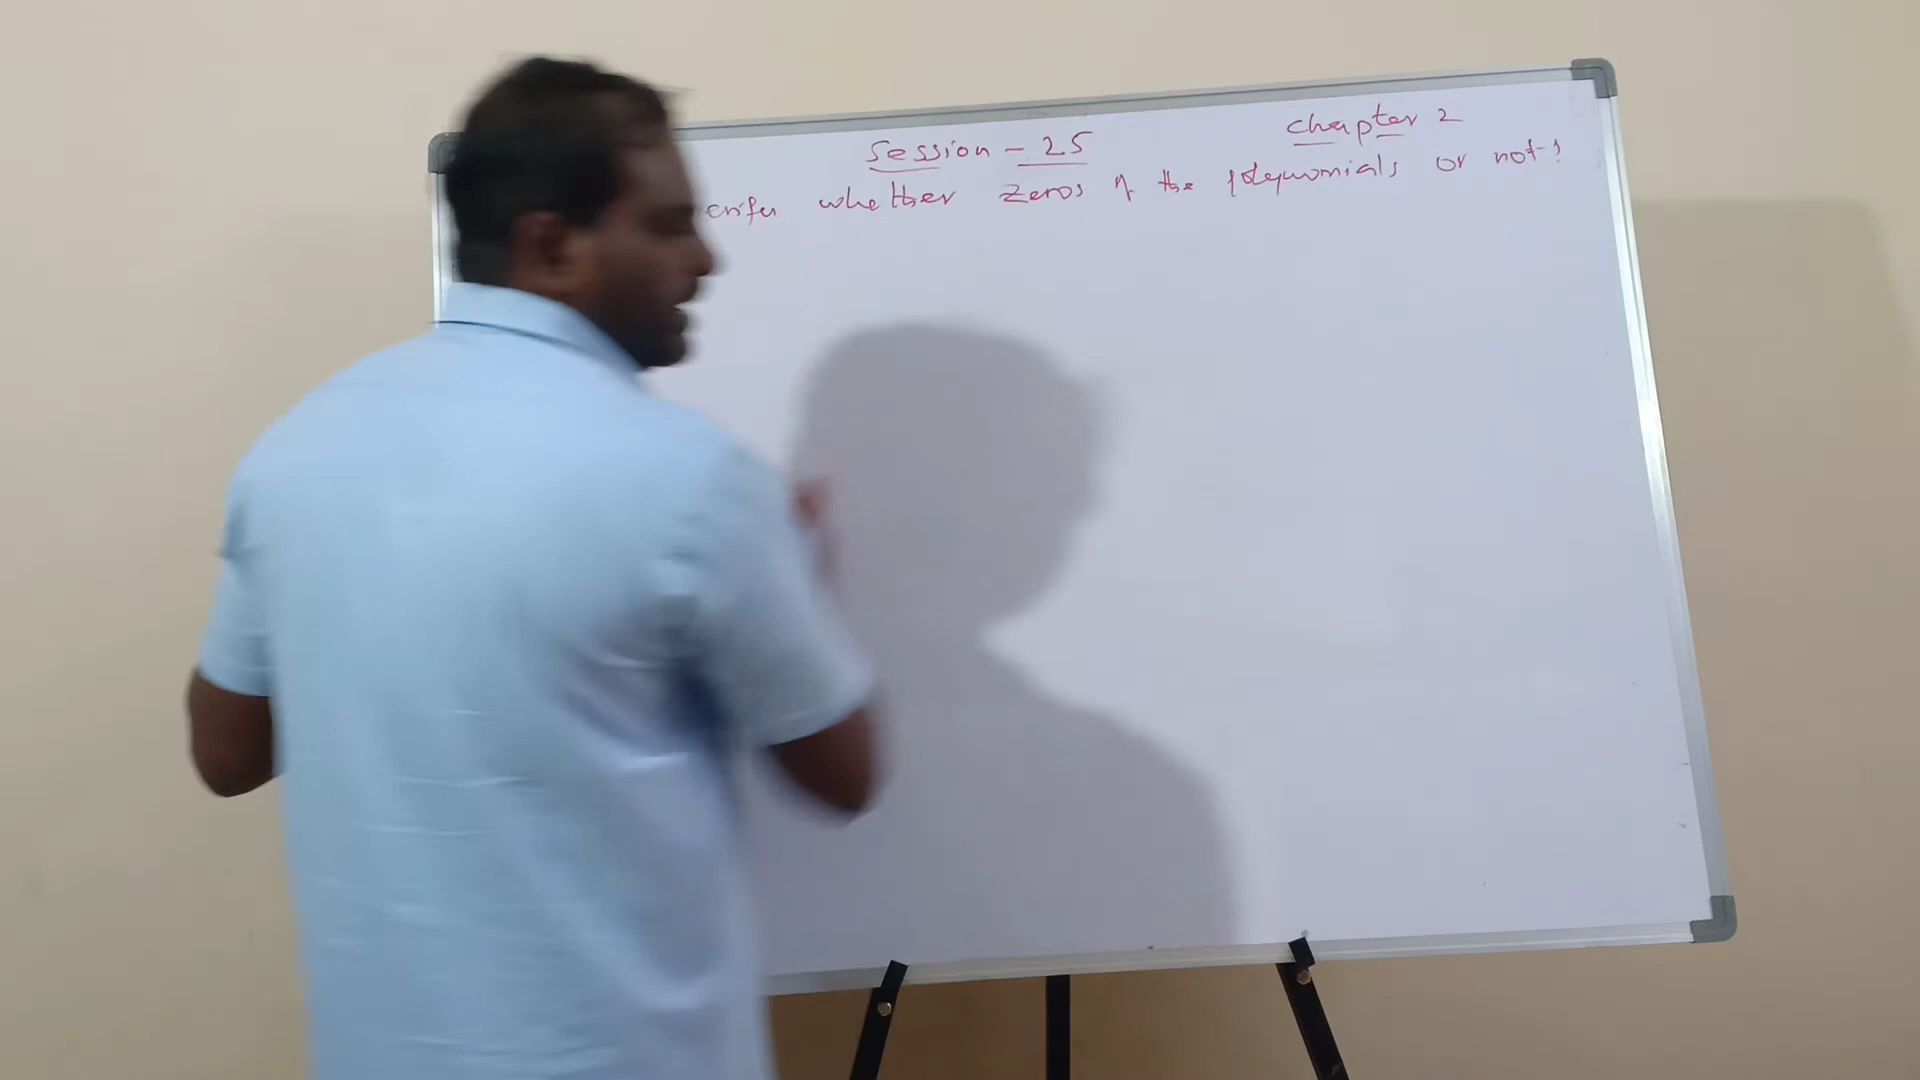 Chapter 2
Session - 25
whether zeros of the polynomials or not!